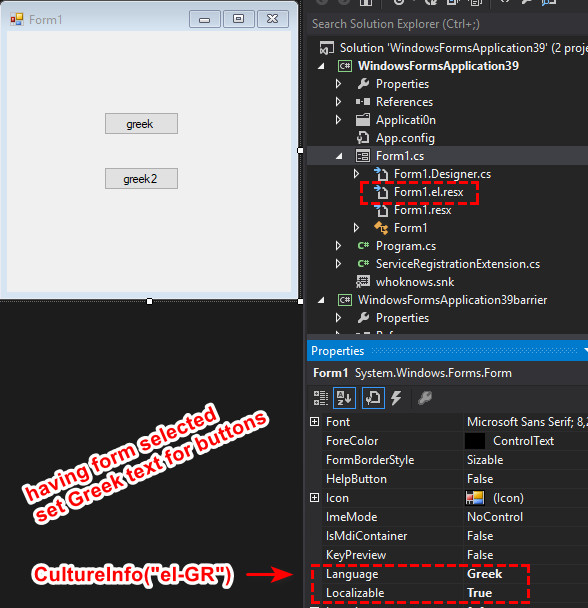 Form1
greek
greek2
having form selected
set Greek text for buttons
CultureInfo("el-GR")
Search Solution Explorer (Ctrl+;)
Solution 'WindowsFormsApplication39' (2 proje
WindowsFormsApplication39
Properties
References
Applicati0n
App.config
Form1.cs
Form1.Designer.cs
Form1.el.resx
Form1.resx
Form1
Program.cs
ServiceRegistrationExtension.cs
whoknows.snk
WindowsFormsApplication39barrier
Properties
Properties
Form1 System.Windows.Forms.Form
Font Microsoft Sans Serif; 8,2
ForeColor ControlText
FormBorderStyle Sizable
HelpButton False
Icon (Icon)
ImeMode NoControl
IsMdiContainer False
KeyPreview False
Language Greek
Localizable True